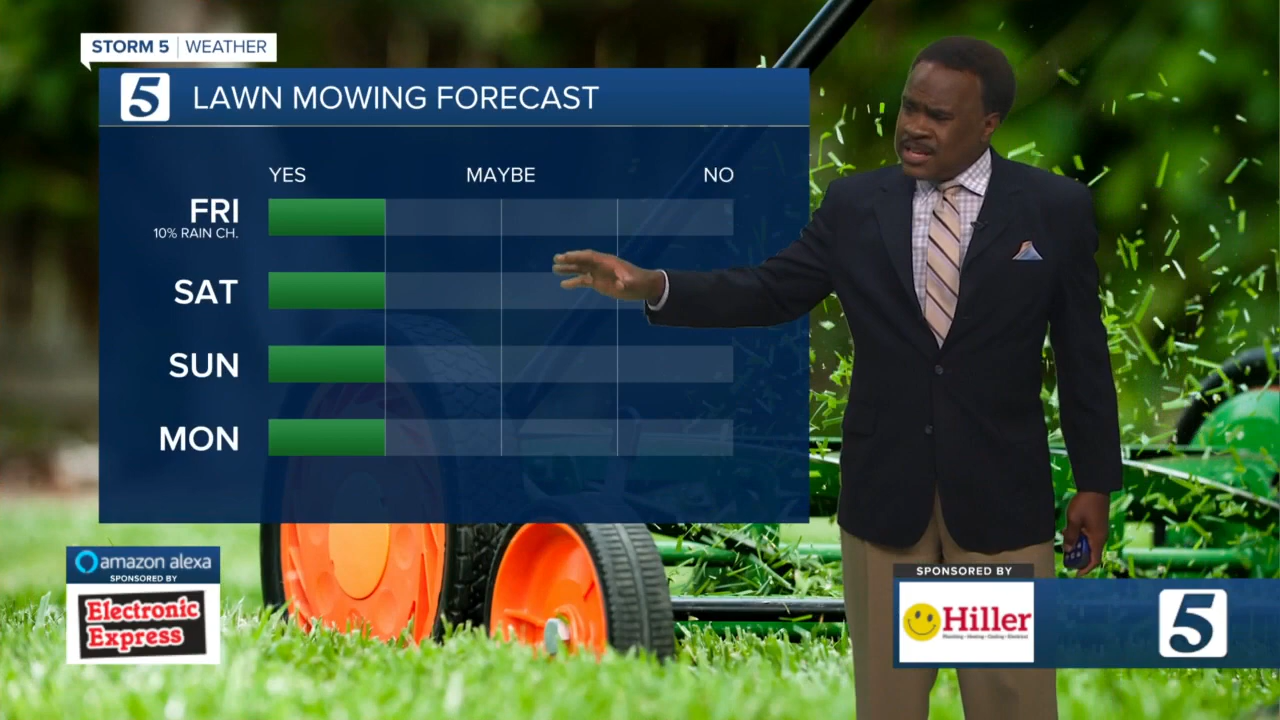 STORM 5 | WEATHER
5 LAWN MOWING FORECAST
YES MAYBE NO
FRI
10% RAIN CH.
SAT
SUN
MON
amazon alexa
SPONSORED BY
Electronic
Express
SPONSORED BY
Hiller
Plumbing • Heating • Cooling • Electrical
5